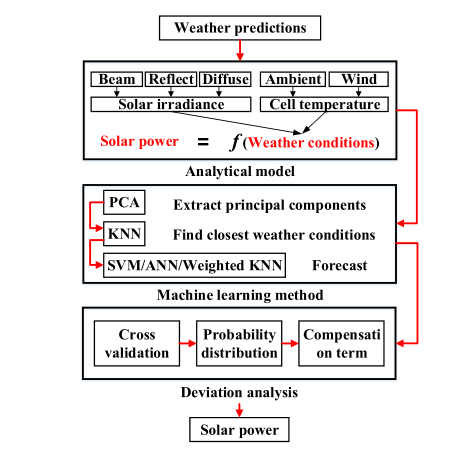 Weather predictions
Beam Reflect Diffuse Ambient Wind
Solar irradiance Cell temperature
Solar power = f(Weather conditions)
Analytical model
PCA Extract principal components
KNN Find closest weather conditions
SVM/ANN/Weighted KNN Forecast
Machine learning method
Cross Probability Compensati
validation distribution on term
Deviation analysis
Solar power